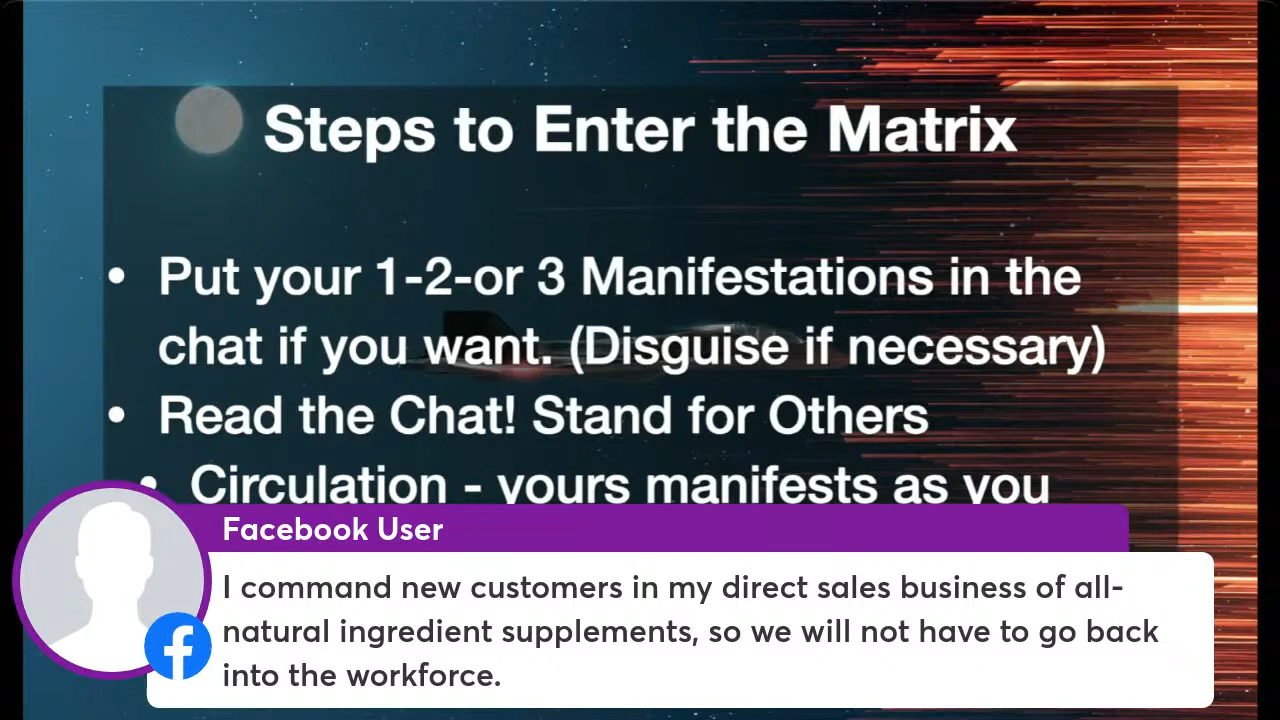 Steps to Enter the Matrix
• Put your 1-2-or 3 Manifestations in the
chat if you want. (Disguise if necessary)
• Read the Chat! Stand for Others
• Circulation - yours manifests as you
Facebook User
I command new customers in my direct sales business of all-
natural ingredient supplements, so we will not have to go back
into the workforce.